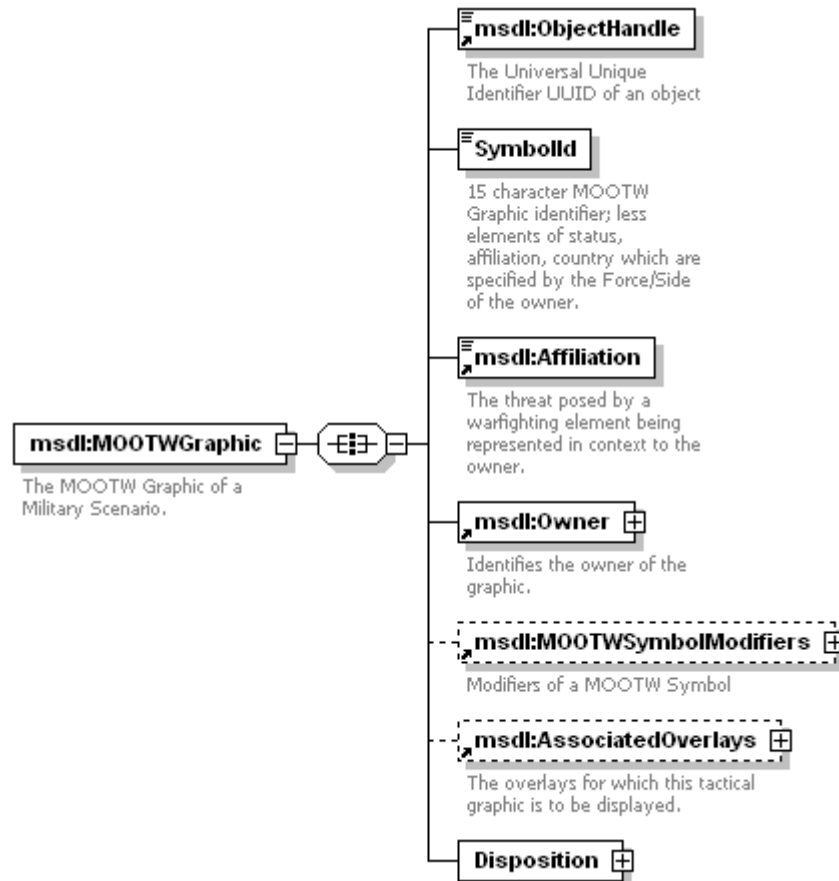 msdl:ObjectHandle
The Universal Unique
Identifier UUID of an object
SymbolId
15 character MOOTW
Graphic identifier; less
elements of status,
affiliation, country which are
specified by the Force/Side
of the owner.
msdl:Affiliation
The threat posed by a
warfighting element being
represented in context to the
owner.
msdl:MOOTWGraphic
The MOOTW Graphic of a
Military Scenario.
msdl:Owner
Identifies the owner of the
graphic.
msdl:MOOTWSymbolModifiers
Modifiers of a MOOTW Symbol
msdl:AssociatedOverlays
The overlays for which this tactical
graphic is to be displayed.
Disposition